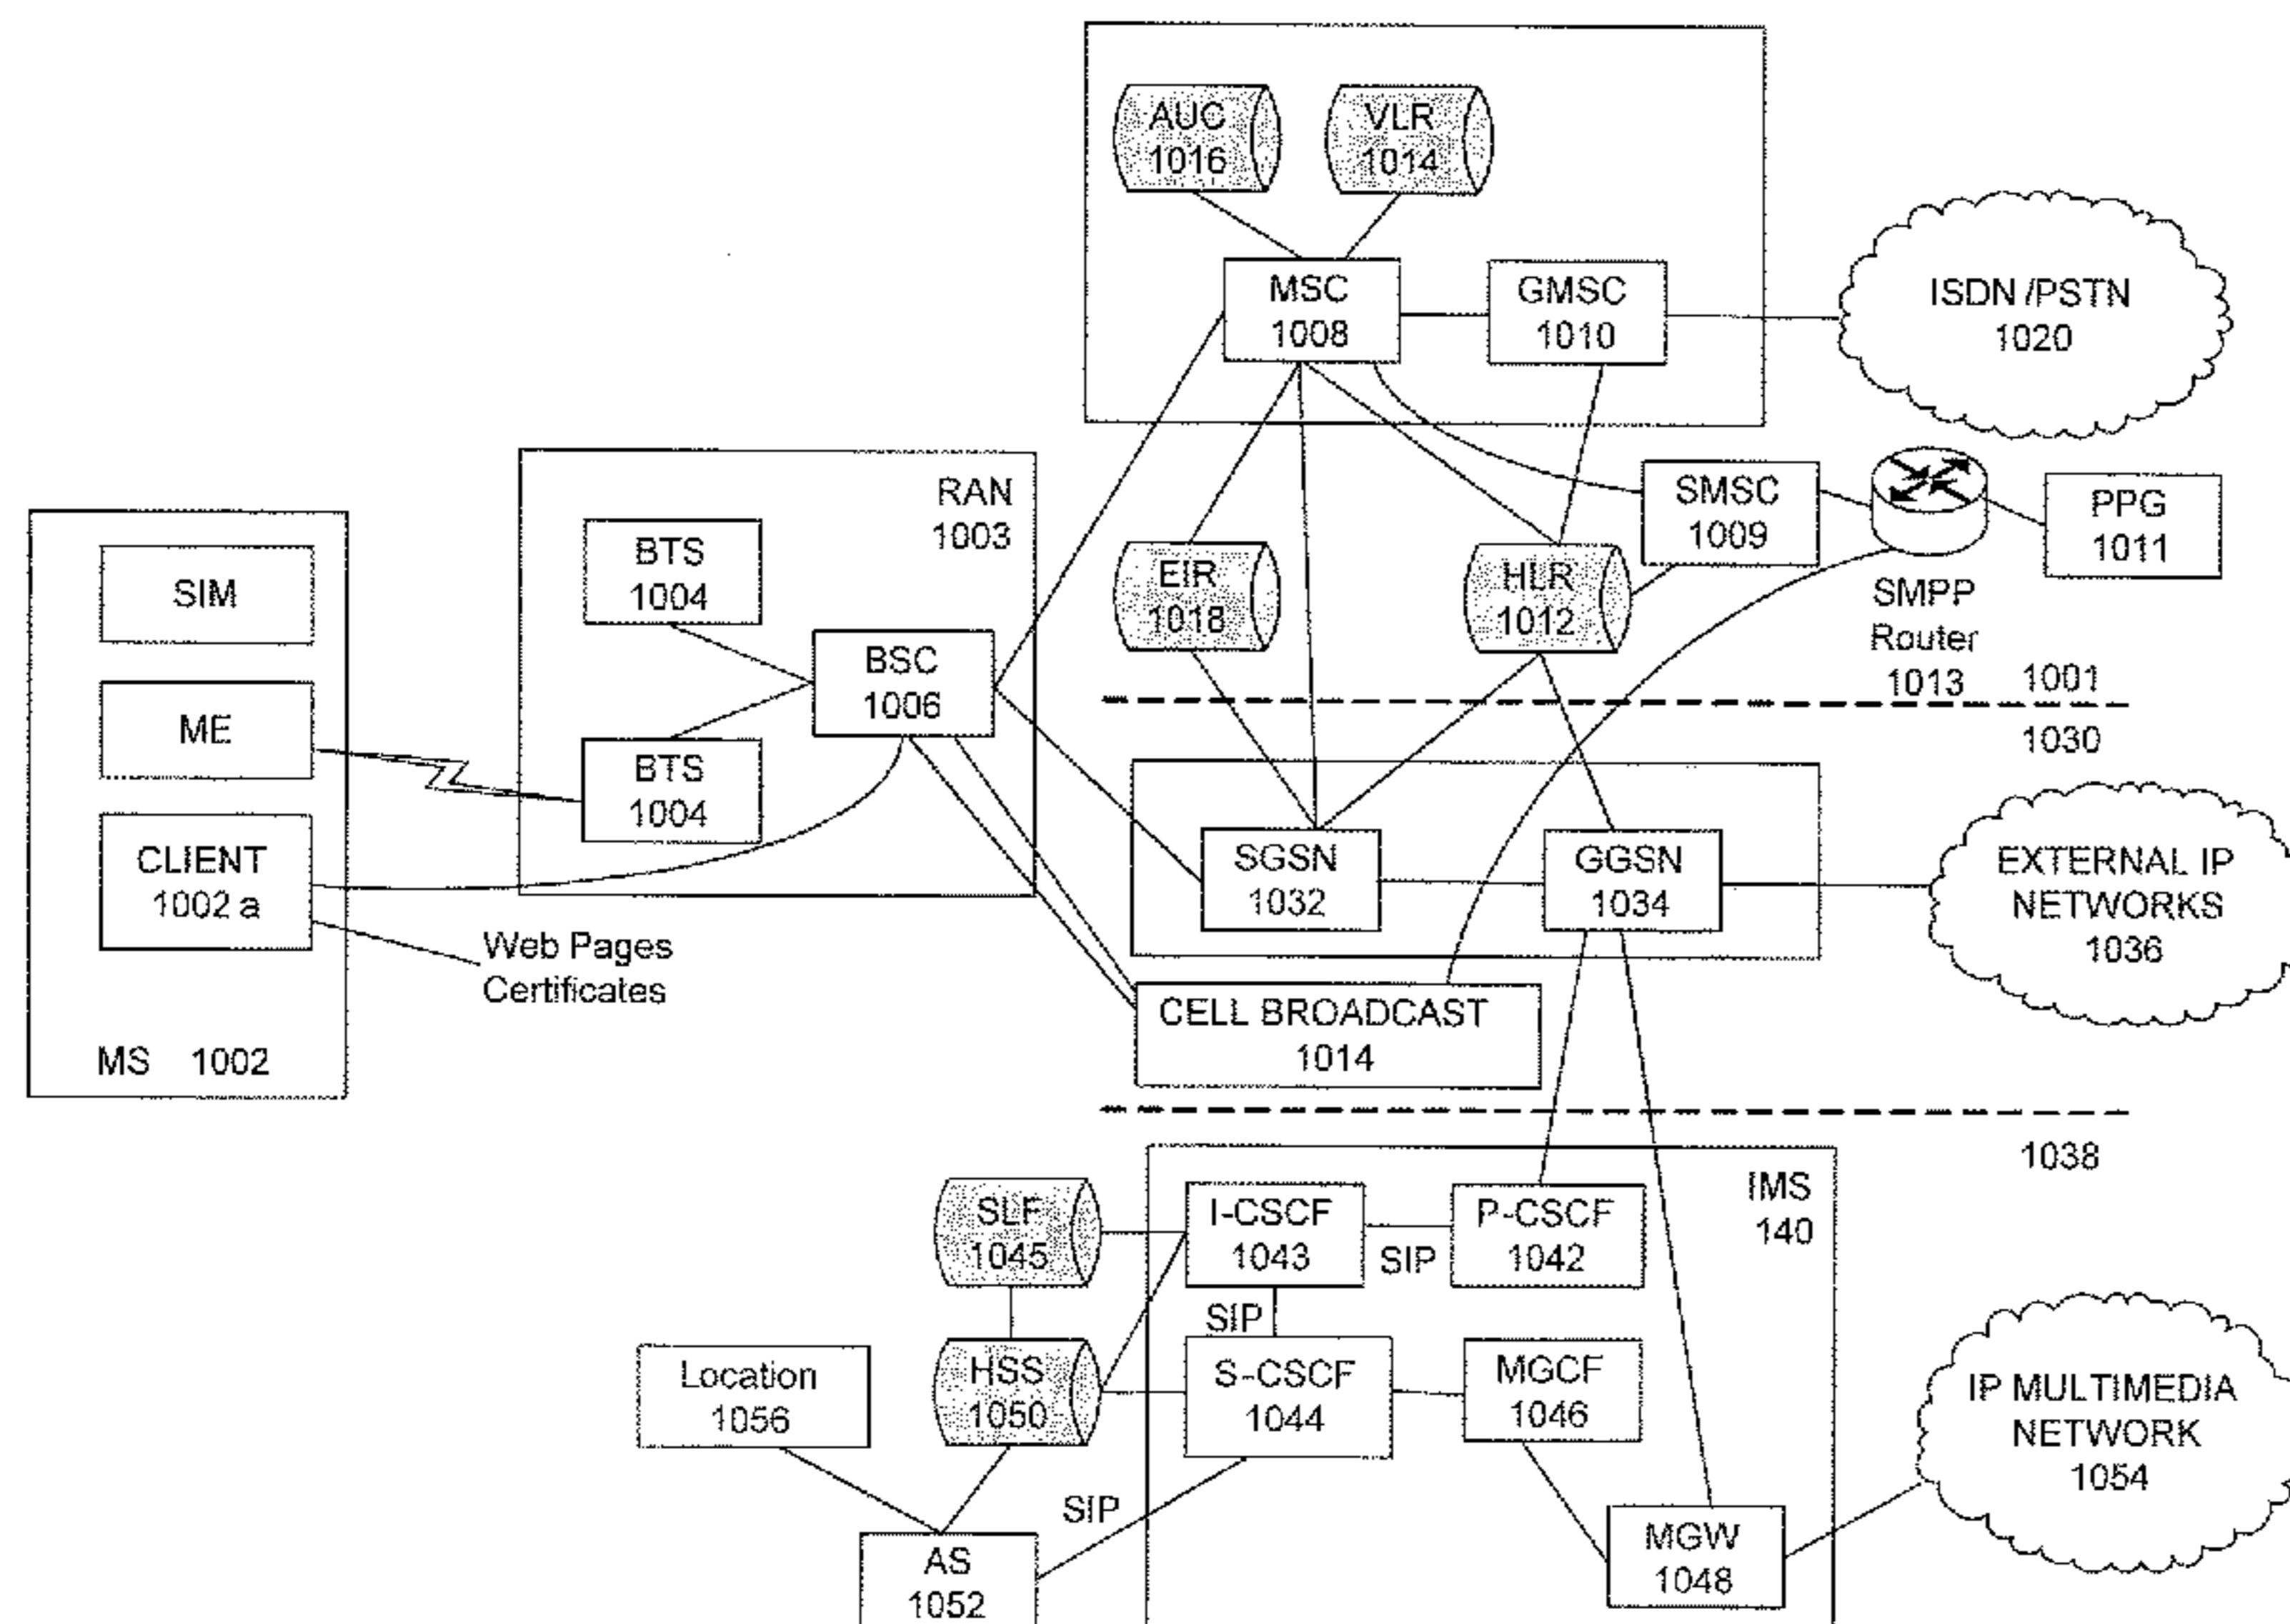 AUC
1016
VLR
1014
MSC
1008
GMSC
1010
ISDN /PSTN
1020
RAN
1003
SMSC
1009
PPG
1011
SIM
BTS
1004
EIR
1018
HLR
1012
SMPP
Router
1013
1001
BSC
1006
ME
BTS
1004
1030
CLIENT
1002 a
SGSN
1032
GGSN
1034
EXTERNAL IP
NETWORKS
1036
Web Pages
Certificates
CELL BROADCAST
1014
MS 1002
1038
IMS
140
SLF
1045
I-CSCF
1043
SIP
P-CSCF
1042
SIP
Location
1056
HSS
1050
S-CSCF
1044
MGCF
1046
IP MULTIMEDIA
NETWORK
1054
SIP
AS
1052
MGW
1048